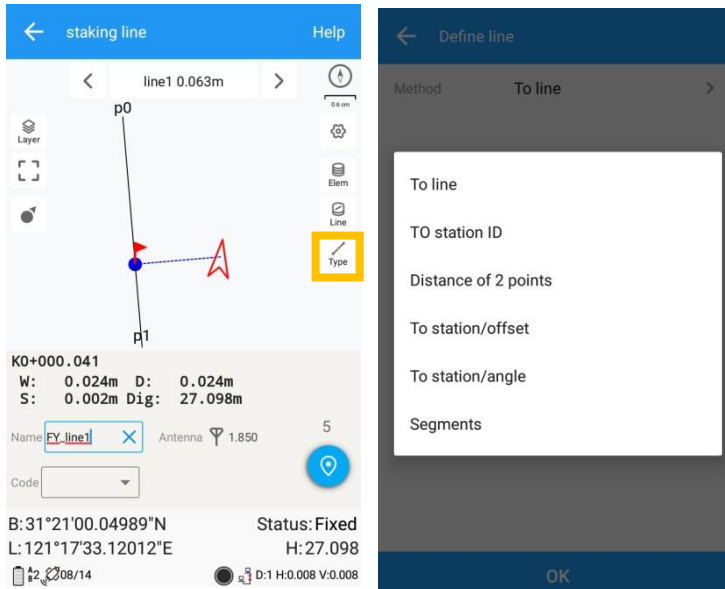 staking line
Help
line1 0.063m
0.6 cm
p0
Layer
Elem
Line
Type
p1
K0+000.041
W: 0.024m D: 0.024m
S: 0.002m Dig: 27.098m
Name FY_line1 Antenna 1.850
5
Code
B:31°21'00.04989"N Status:Fixed
L:121°17'33.12012"E H:27.098
A2 B2 08/14 D:1 H:0.008 V:0.008
Define line
Method To line
To line
TO station ID
Distance of 2 points
To station/offset
To station/angle
Segments
OK